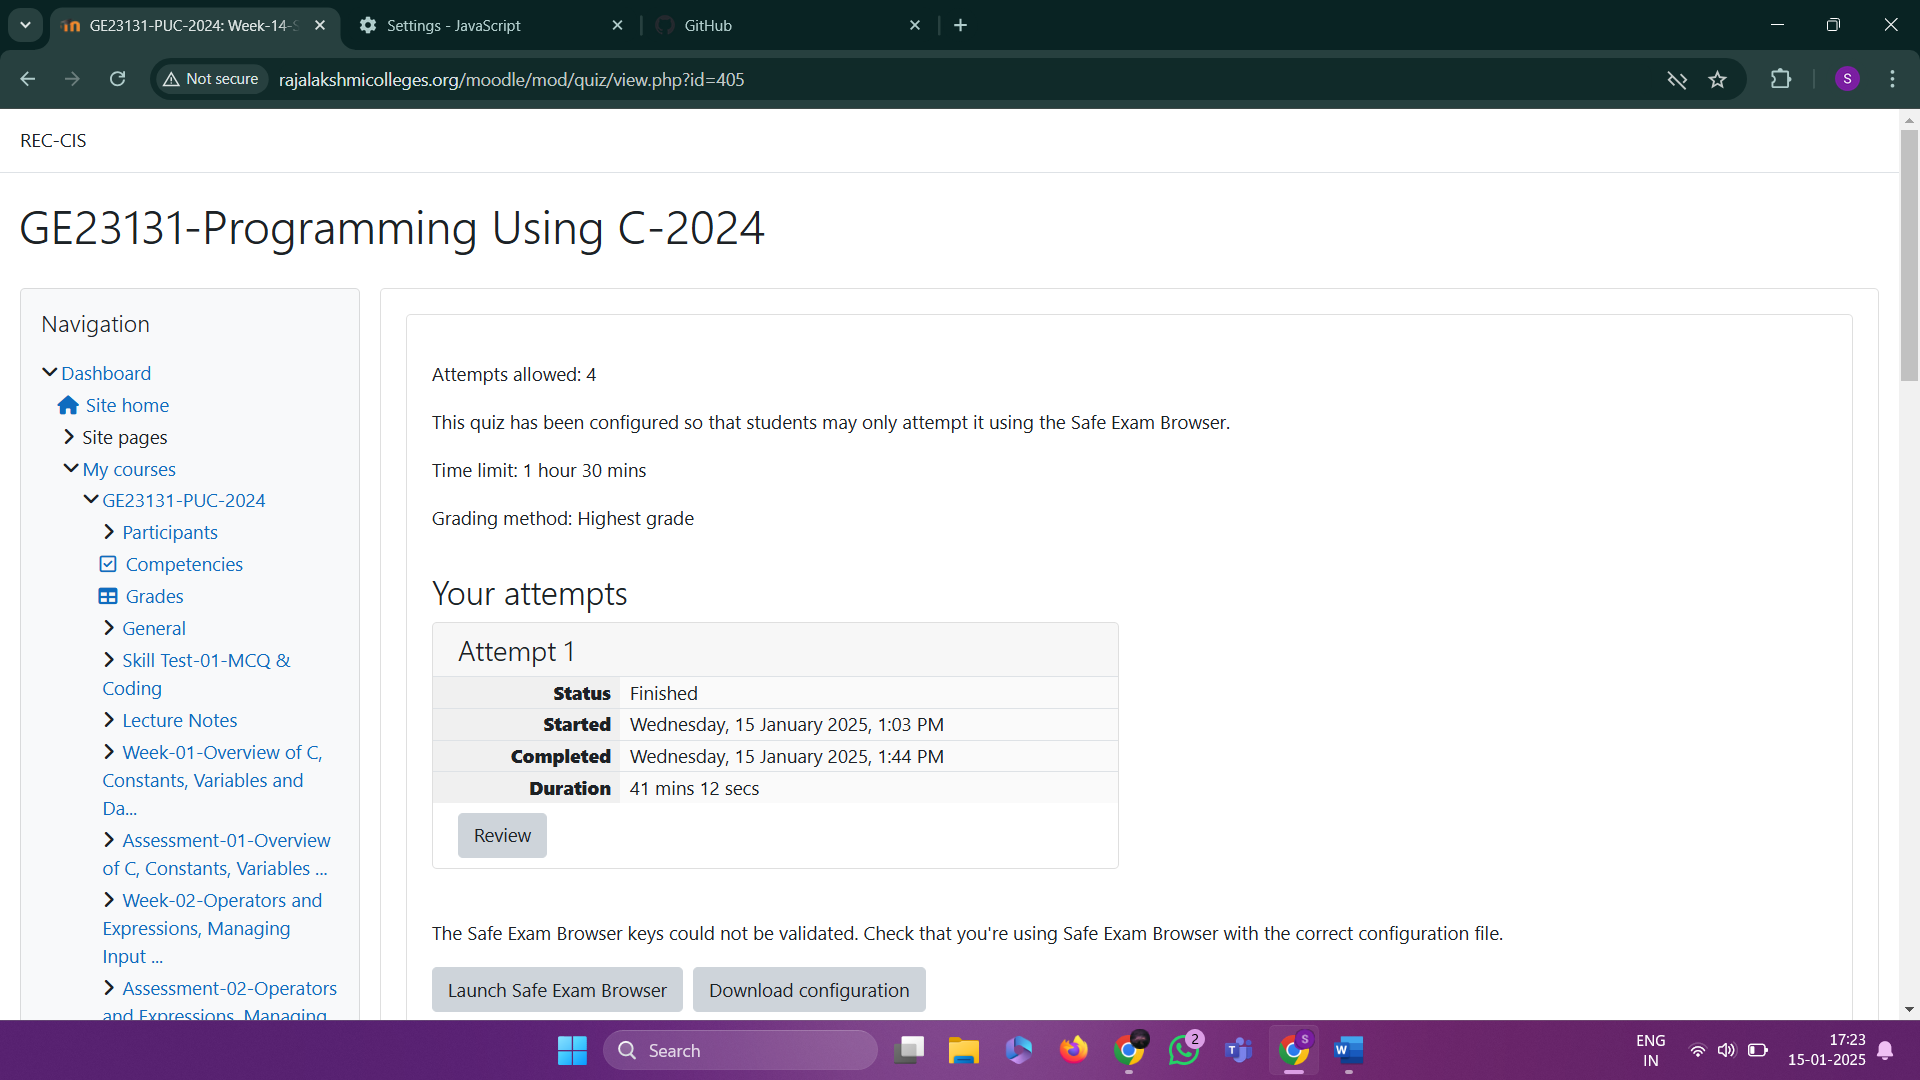 GE23131-PUC-2024: Week-14-S
Settings - JavaScript
GitHub
Not secure
rajalakshmicolleges.org/moodle/mod/quiz/view.php?id=405
S
REC-CIS
GE23131-Programming Using C-2024
Navigation
Dashboard
Site home
Site pages
My courses
GE23131-PUC-2024
Participants
Competencies
Grades
General
Skill Test-01-MCQ &
Coding
Lecture Notes
Week-01-Overview of C,
Constants, Variables and
Da...
Assessment-01-Overview
of C, Constants, Variables ...
Week-02-Operators and
Expressions, Managing
Input ...
Assessment-02-Operators
and Expressions, Managing
Attempts allowed: 4
This quiz has been configured so that students may only attempt it using the Safe Exam Browser.
Time limit: 1 hour 30 mins
Grading method: Highest grade
Your attempts
Attempt 1
Status Finished
Started Wednesday, 15 January 2025, 1:03 PM
Completed Wednesday, 15 January 2025, 1:44 PM
Duration 41 mins 12 secs
Review
The Safe Exam Browser keys could not be validated. Check that you're using Safe Exam Browser with the correct configuration file.
Launch Safe Exam Browser
Download configuration
Search
2
T
S
W
ENG
IN
17:23
15-01-2025